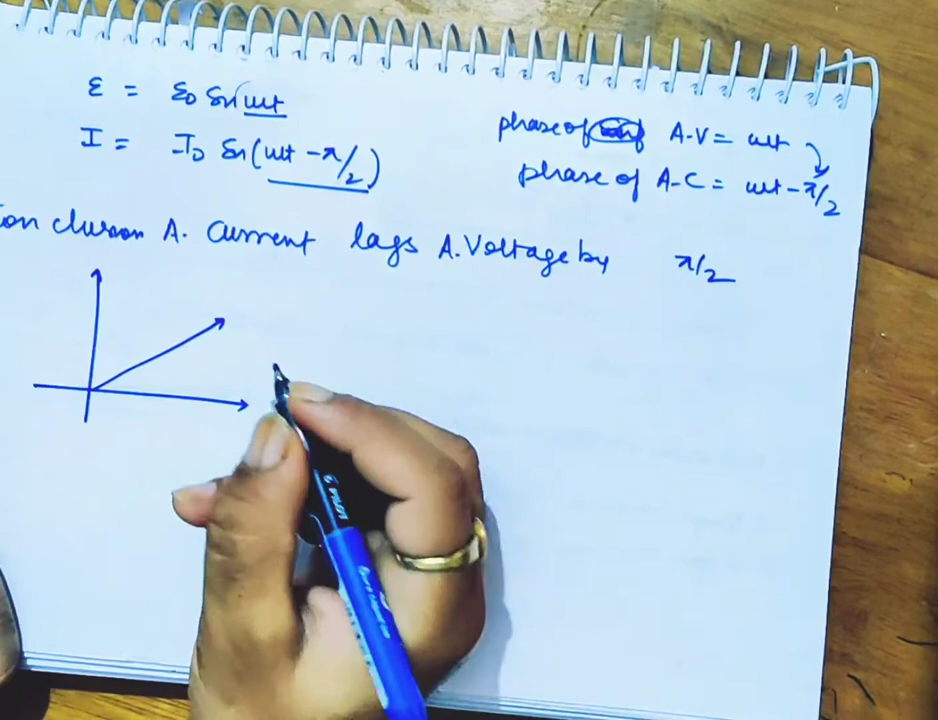 ε = ε0 Sin ωt
I = I0 Sin (ωt - π/2)
phase of A-V = ωt
phase of A-C = ωt - π/2
on clusion A. Current lags A. Voltage by π/2
PILOT